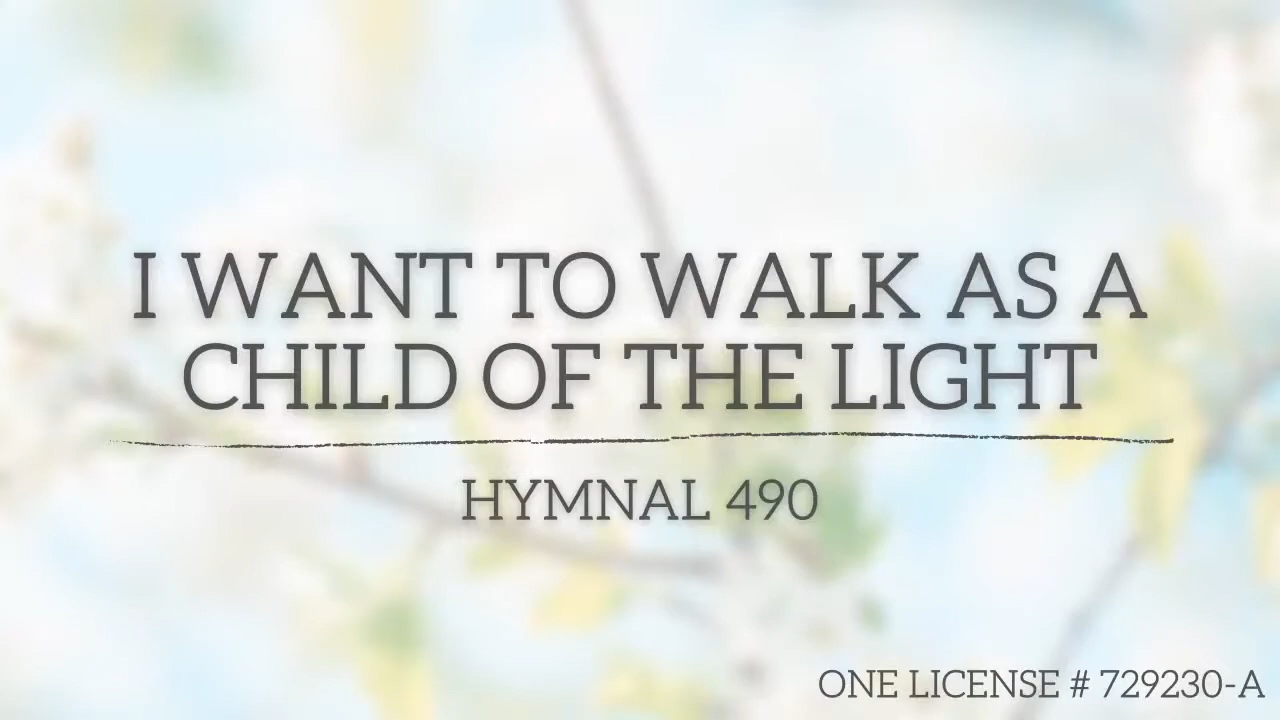 I WANT TO WALK AS A
CHILD OF THE LIGHT
HYMNAL 490
ONE LICENSE # 729230-A